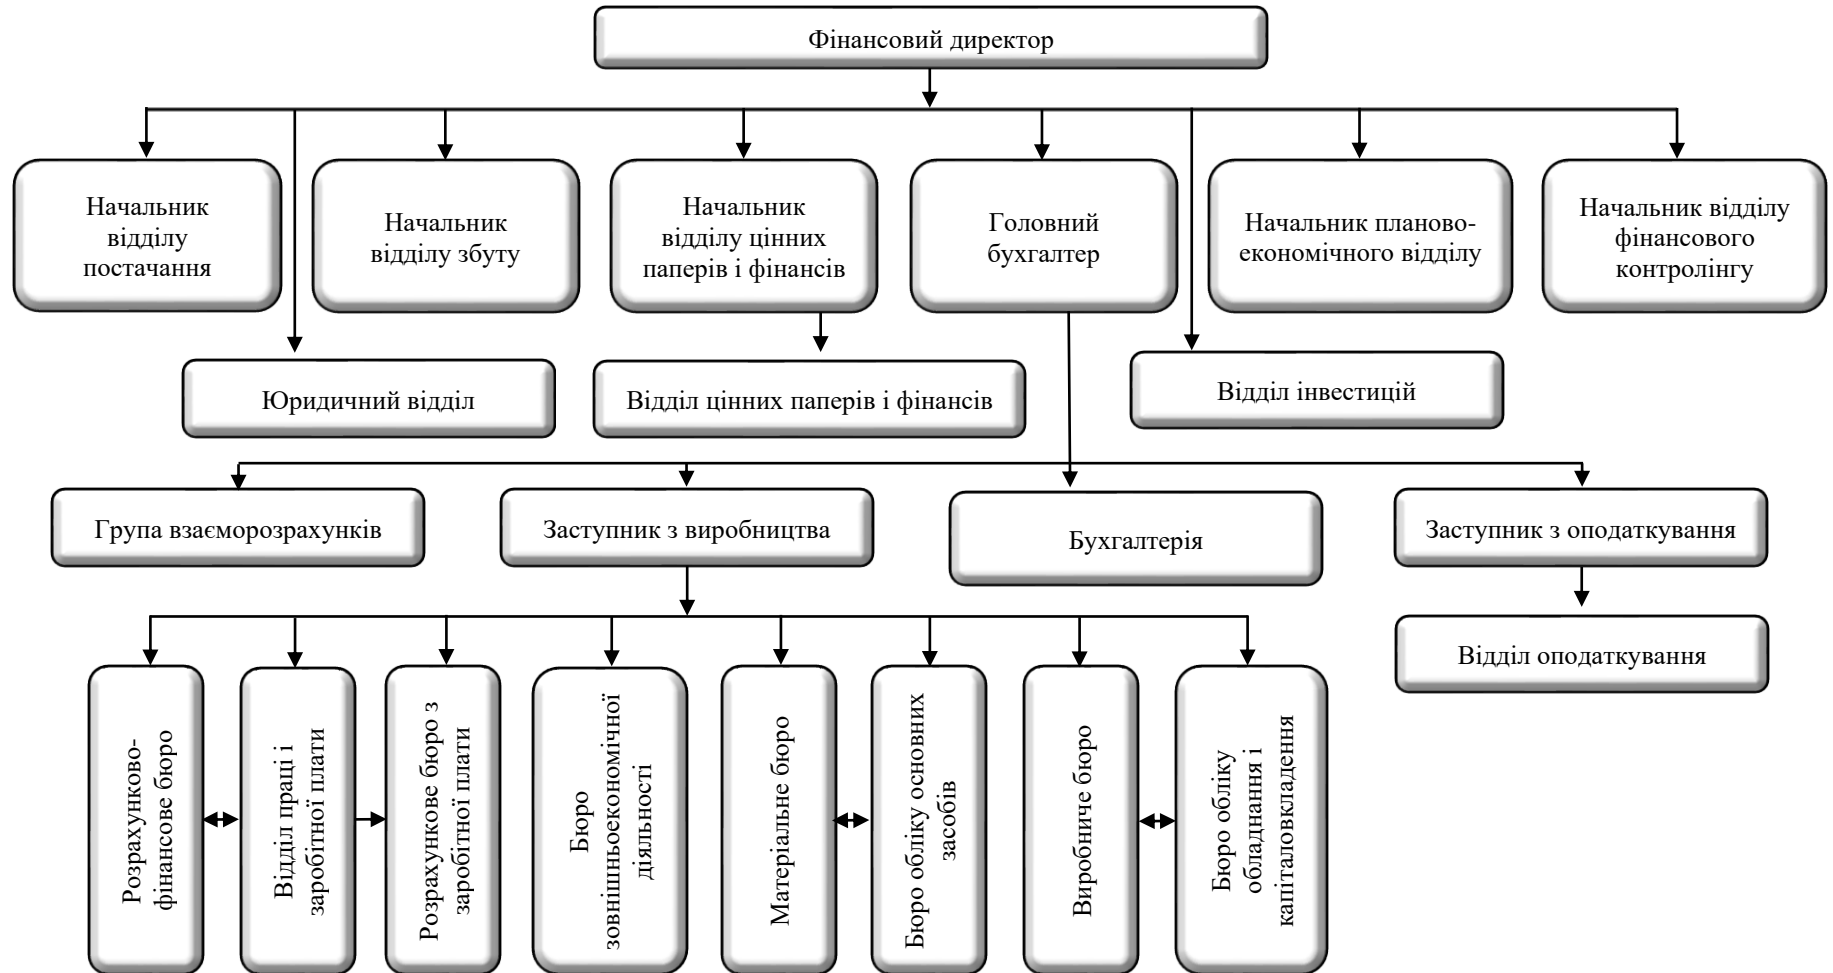 Фінансовий директор
Начальник
відділу
постачання
Начальник
відділу збуту
Начальник
відділу цінних
паперів і фінансів
Головний
бухгалтер
Начальник планово-
економічного відділу
Начальник відділу
фінансового
контролінгу
Юридичний відділ
Відділ цінних паперів і фінансів
Відділ інвестицій
Група взаєморозрахунків
Заступник з виробництва
Бухгалтерія
Заступник з оподаткування
Відділ оподаткування
Розрахунково-
фінансове бюро
Відділ праці і
заробітної плати
Розрахункове бюро з
заробітної плати
Бюро
зовнішньоекономічної
діяльності
Матеріальне бюро
Бюро обліку основних
засобів
Виробниче бюро
Бюро обліку
обладнання і
капіталовкладення